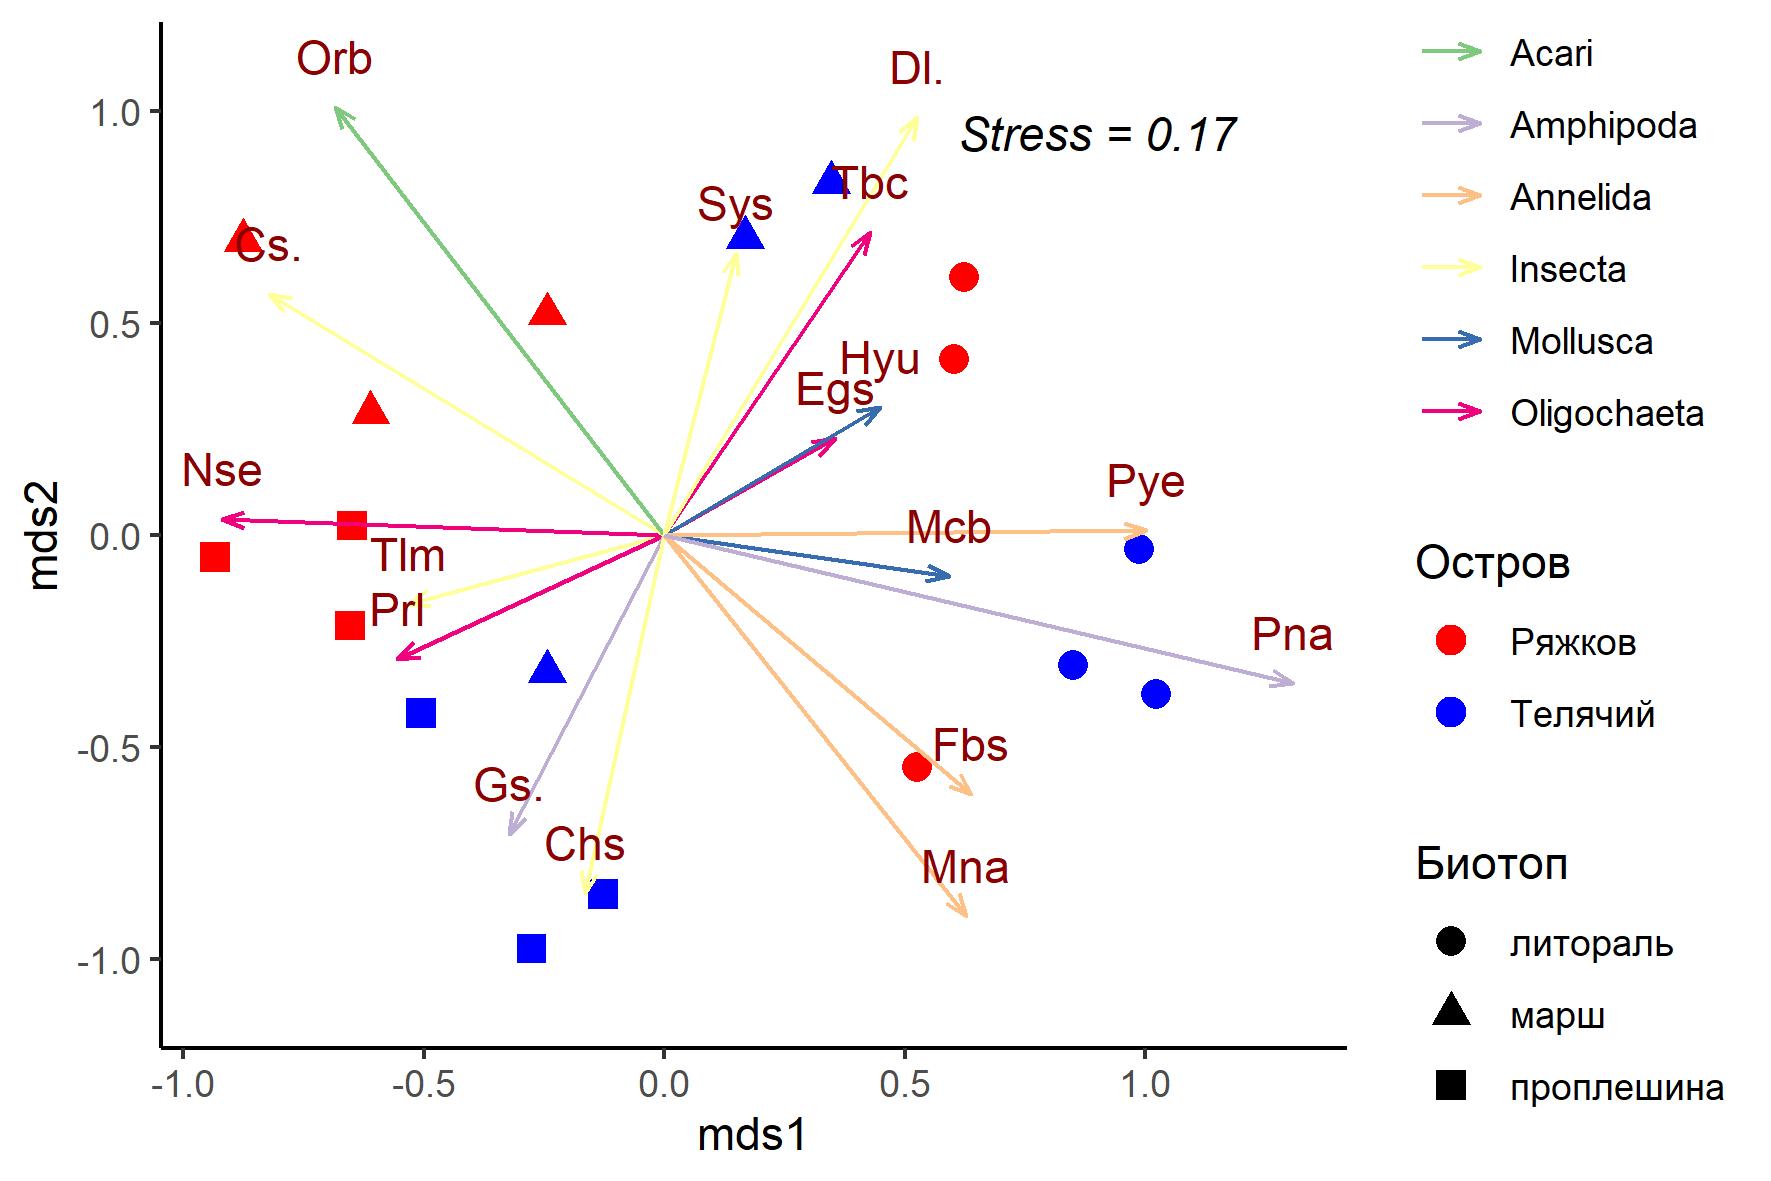 Orb
Dl.
Stress = 0.17
Tbc
Sys
Cs.
Hyu
Egs
Nse
Pye
Mcb
Tlm
Prl
Pna
Fbs
Gs.
Chs
Mna
1.0
0.5
0.0
-0.5
-1.0
mds2
-1.0 -0.5 0.0 0.5 1.0
mds1
Acari
Amphipoda
Annelida
Insecta
Mollusca
Oligochaeta
Остров
Ряжков
Телячий
Биотоп
литораль
марш
проплешина